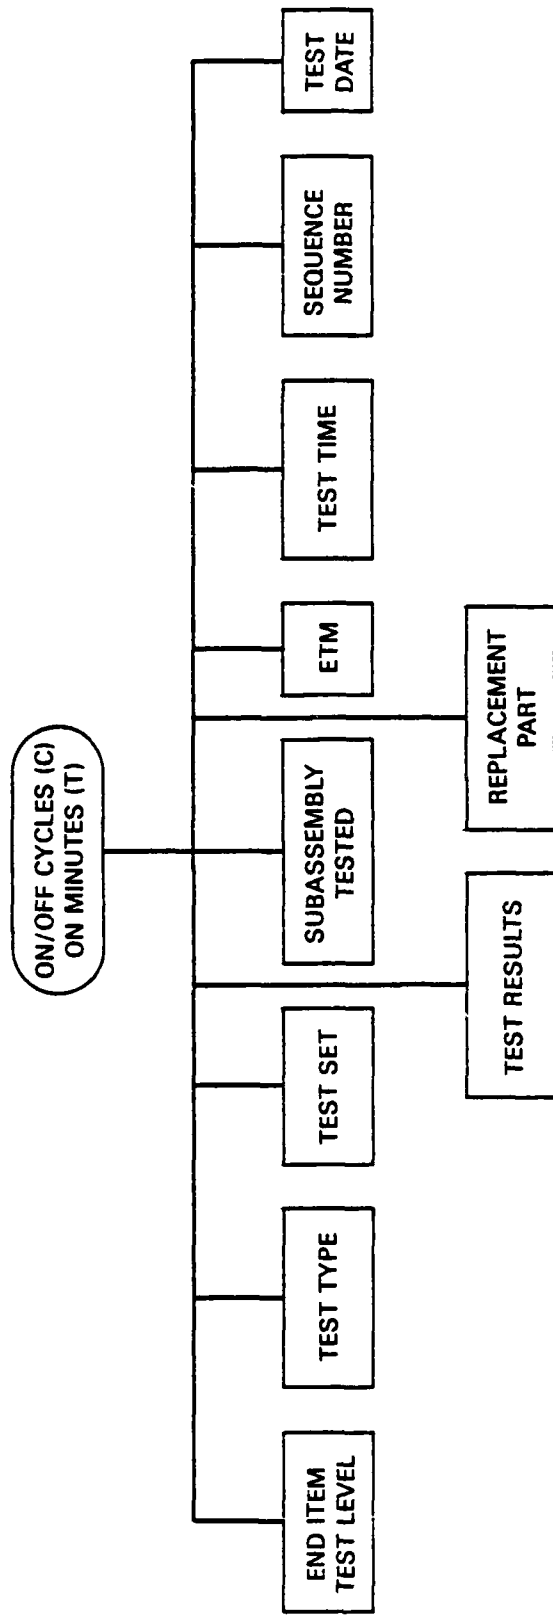 ON/OFF CYCLES (C)
ON MINUTES (T)
END ITEM
TEST LEVEL
TEST TYPE
TEST SET
SUBASSEMBLY
TESTED
ETM
TEST TIME
SEQUENCE
NUMBER
TEST
DATE
TEST RESULTS
REPLACEMENT
PART